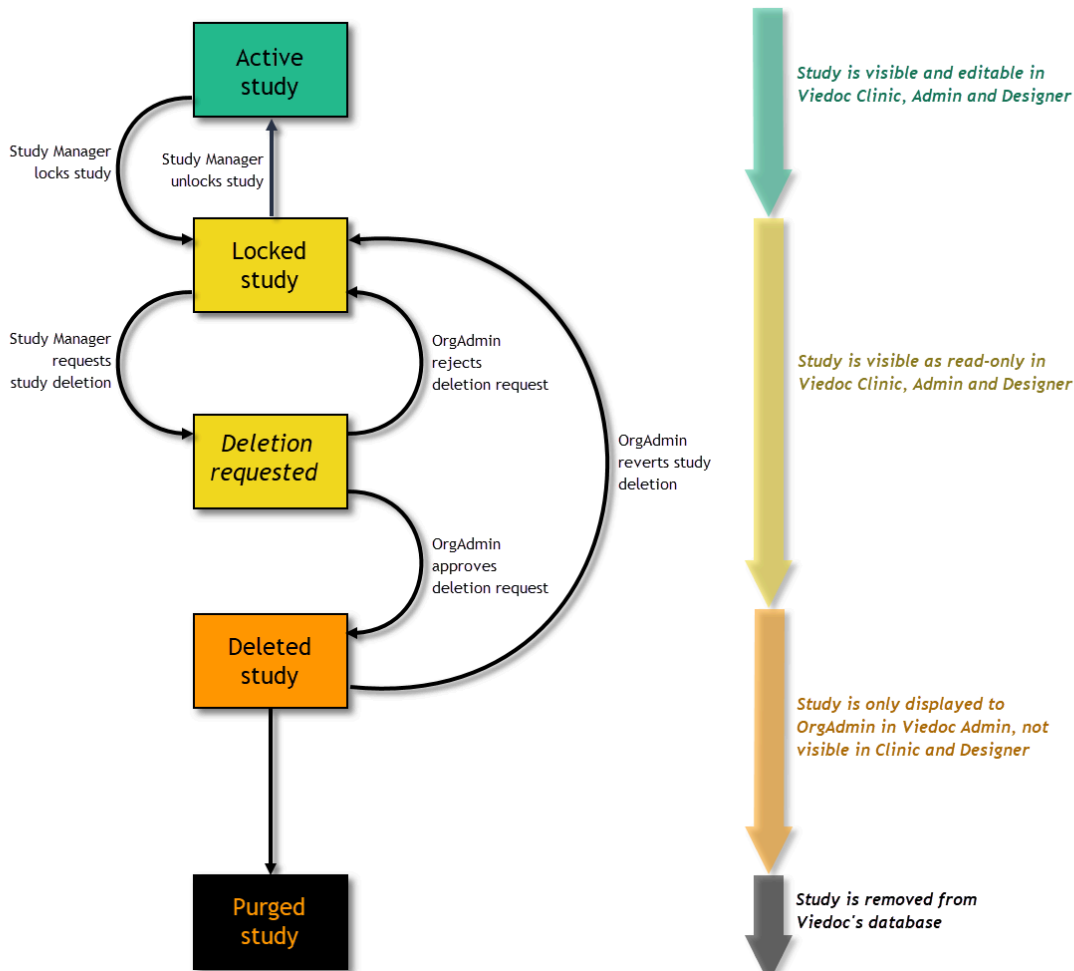 Active
study
Study is visible and editable in
Viedoc Clinic, Admin and Designer
Study Manager
locks study
Study Manager
unlocks study
Locked
study
Study Manager
requests
study deletion
OrgAdmin
rejects
deletion request
Study is visible as read-only in
Viedoc Clinic, Admin and Designer
Deletion
requested
OrgAdmin
reverts study
deletion
OrgAdmin
approves
deletion request
Deleted
study
Study is only displayed to
OrgAdmin in Viedoc Admin, not
visible in Clinic and Designer
Purged
study
Study is removed from
Viedoc's database